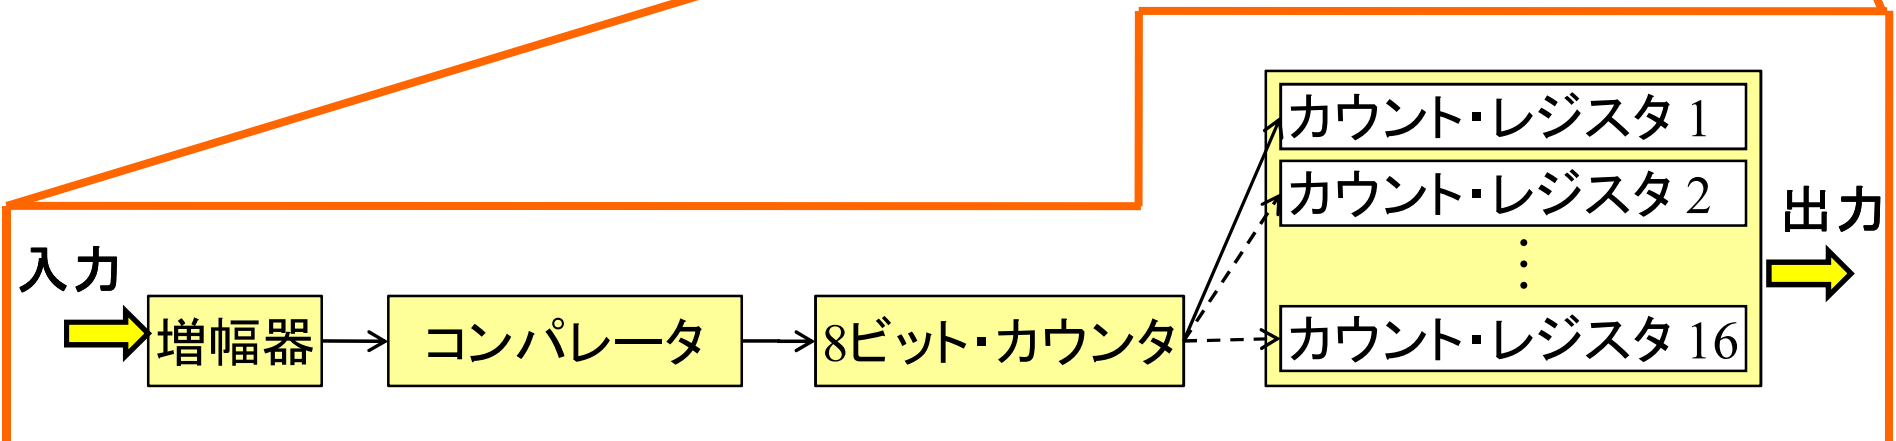 入力
増幅器
コンパレータ
8ビット・カウンタ
カウント・レジスタ 1
カウント・レジスタ 2
⋮
カウント・レジスタ 16
出力